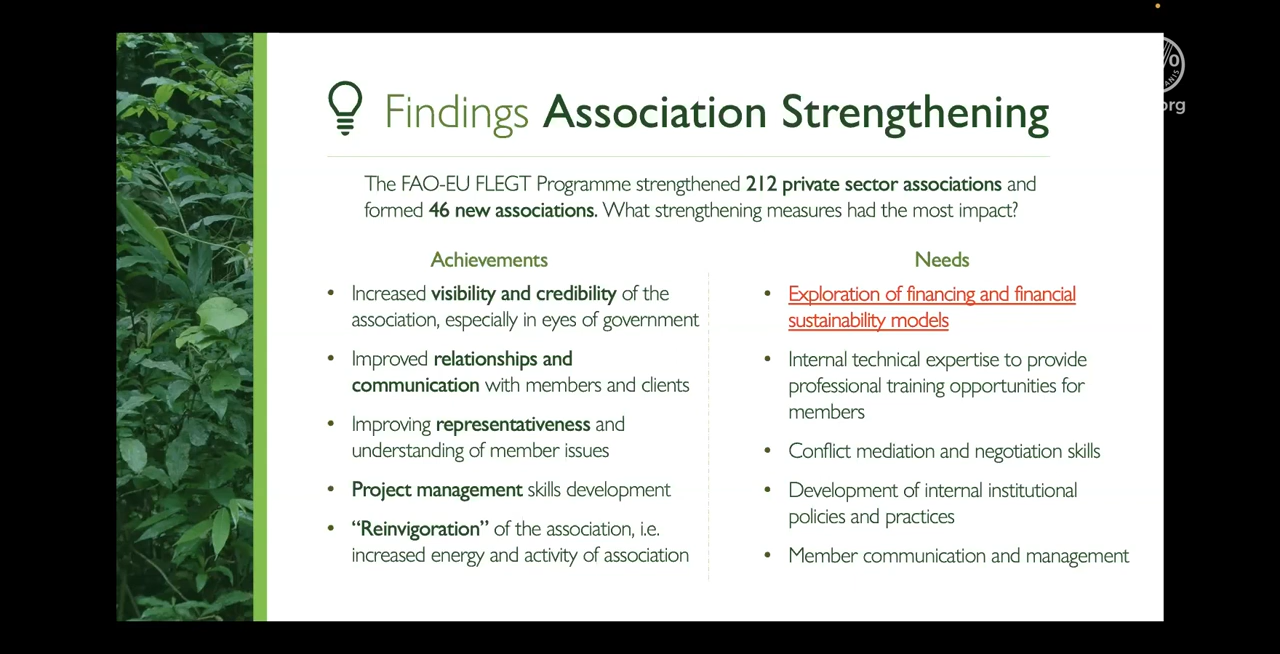 Findings Association Strengthening
The FAO-EU FLEGT Programme strengthened 212 private sector associations and
formed 46 new associations. What strengthening measures had the most impact?
Achievements
• Increased visibility and credibility of the
association, especially in eyes of government
• Improved relationships and
communication with members and clients
• Improving representativeness and
understanding of member issues
• Project management skills development
• “Reinvigoration” of the association, i.e.
increased energy and activity of association
Needs
• Exploration of financing and financial
sustainability models
• Internal technical expertise to provide
professional training opportunities for
members
• Conflict mediation and negotiation skills
• Development of internal institutional
policies and practices
• Member communication and management
org